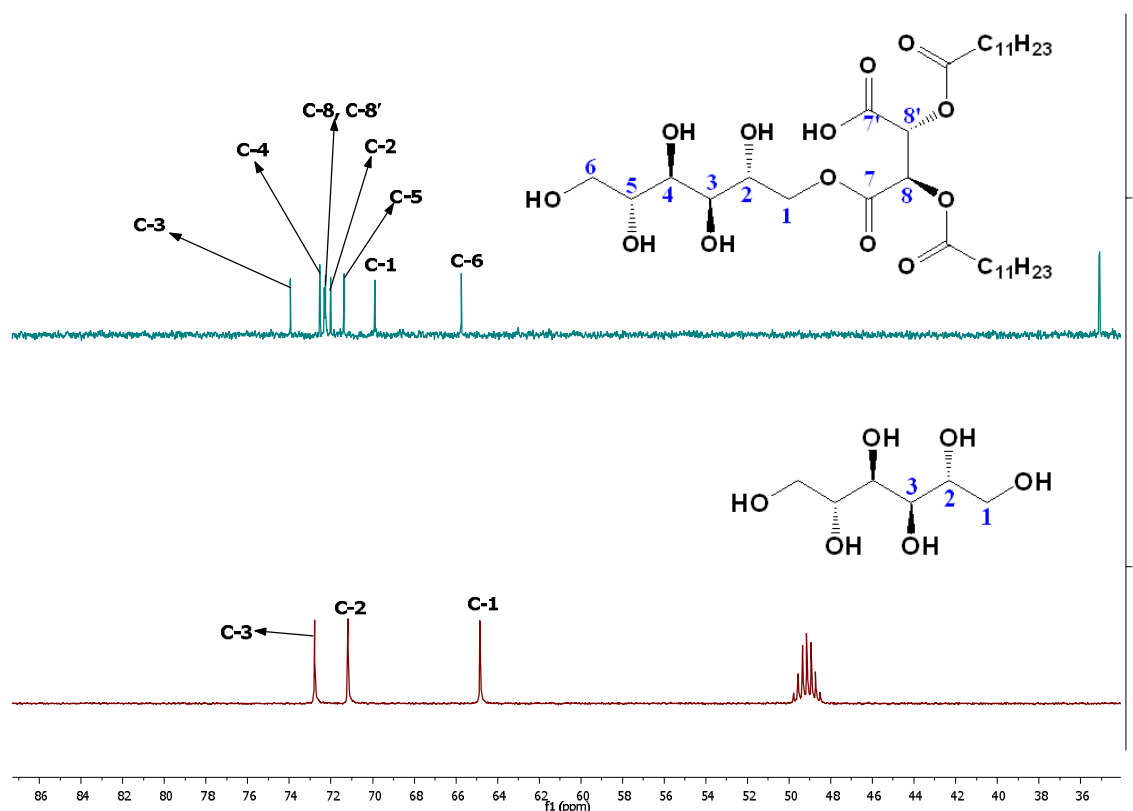 C₁₁H₂₃
O
O
O
O
HO
7'
8'
OH
OH
6
HO
5
4
3
2
1
O
7
8
O
OH
OH
O
O
C₁₁H₂₃
C-8, C-8'
C-4
C-2
C-5
C-3
C-1
C-6
OH
OH
HO
3
2
1
OH
OH
OH
C-3
C-2
C-1
86 84 82 80 78 76 74 72 70 68 66 64 62 60 58 56 54 52 50 48 46 44 42 40 38 36
f1 (ppm)